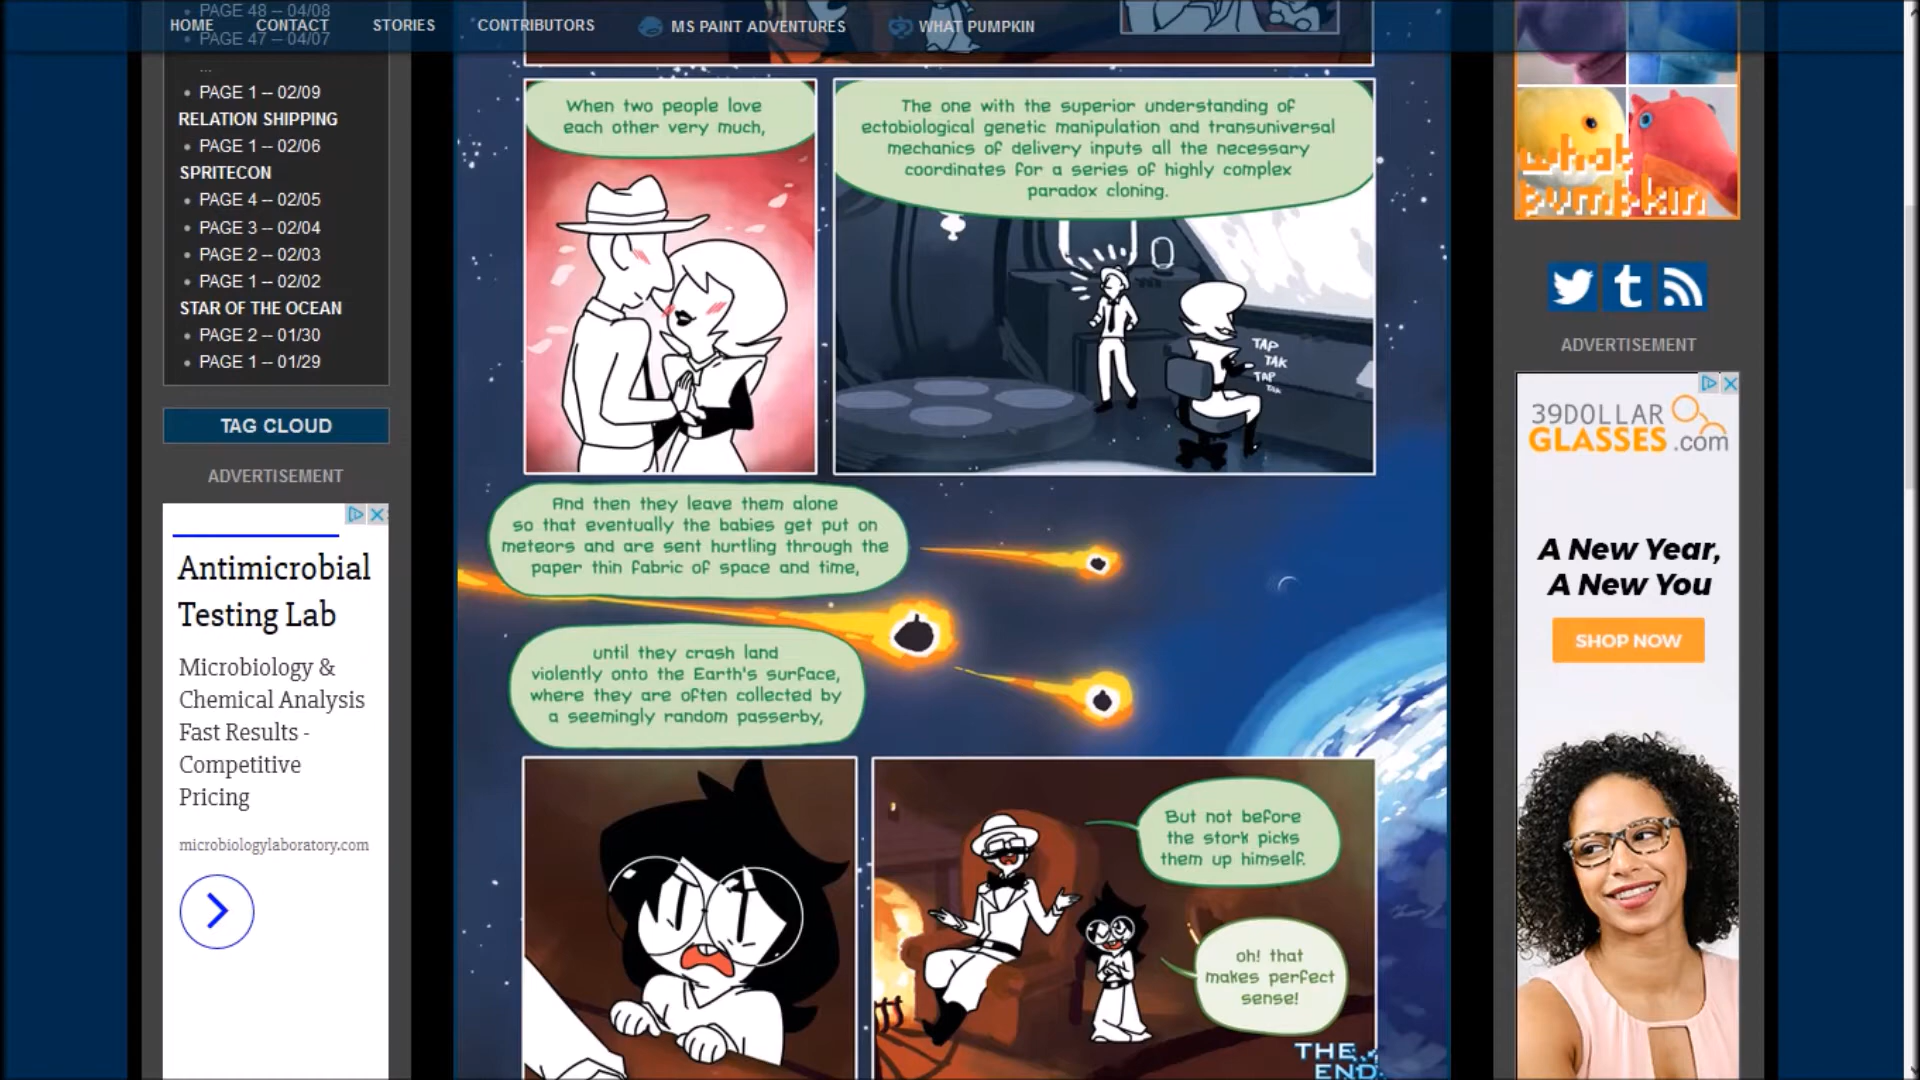 HOME
CONTACT
STORIES
CONTRIBUTORS
MS PAINT ADVENTURES
WHAT PUMPKIN
PAGE 48 -- 04/08
PAGE 47 -- 04/07
...
PAGE 1 -- 02/09
RELATION SHIPPING
PAGE 1 -- 02/06
SPRITECON
PAGE 4 -- 02/05
PAGE 3 -- 02/04
PAGE 2 -- 02/03
PAGE 1 -- 02/02
STAR OF THE OCEAN
PAGE 2 -- 01/30
PAGE 1 -- 01/29
TAG CLOUD
ADVERTISEMENT
Antimicrobial
Testing Lab
Microbiology &
Chemical Analysis
Fast Results -
Competitive
Pricing
microbiologylaboratory.com
When two people love
each other very much,
The one with the superior understanding of
ectobiological genetic manipulation and transuniversal
mechanics of delivery inputs all the necessary
coordinates for a series of highly complex
paradox cloning.
TAP
TAK
TAP
TAK
And then they leave them alone
so that eventually the babies get put on
meteors and are sent hurtling through the
paper thin fabric of space and time,
until they crash land
violently onto the Earth's surface,
where they are often collected by
a seemingly random passerby,
But not before
the stork picks
them up himself.
oh! that
makes perfect
sense!
THE
END
what
pumpkin
ADVERTISEMENT
39DOLLAR
GLASSES.com
A New Year,
A New You
SHOP NOW